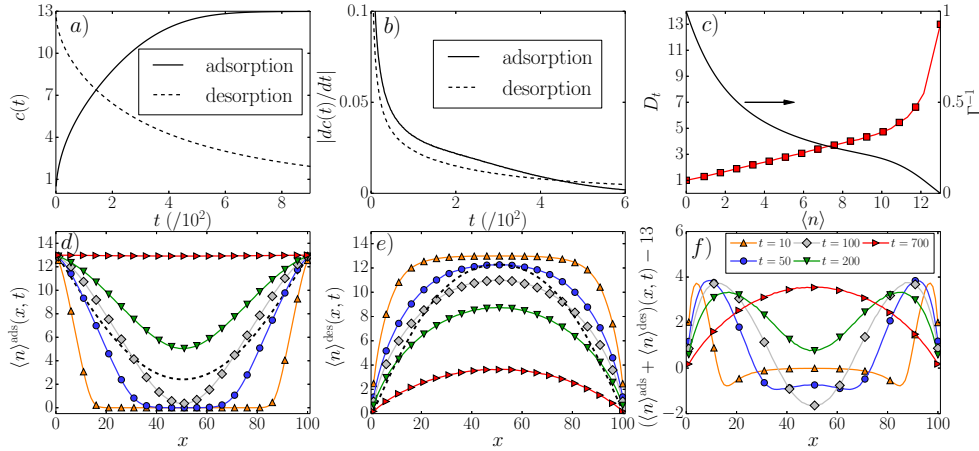 a)
13
10
7
4
1
c(t)
0 2 4 6 8
t (/10²)
adsorption
desorption
b)
0.1
0.05
0
|dc(t)/dt|
0 2 4 6
t (/10²)
adsorption
desorption
c)
13
11
9
7
5
3
1
D_t
1
0.5
0
Γ⁻¹
0 2 4 6 8 10 12
⟨n⟩
d)
14
12
10
8
6
4
2
0
⟨n⟩^ads(x, t)
0 20 40 60 80 100
x
e)
14
12
10
8
6
4
2
0
⟨n⟩^des(x, t)
0 20 40 60 80 100
x
f)
6
4
2
0
−2
(⟨n⟩^ads + ⟨n⟩^des)(x, t) − 13
t = 10 t = 100 t = 700
t = 50 t = 200
0 20 40 60 80 100
x